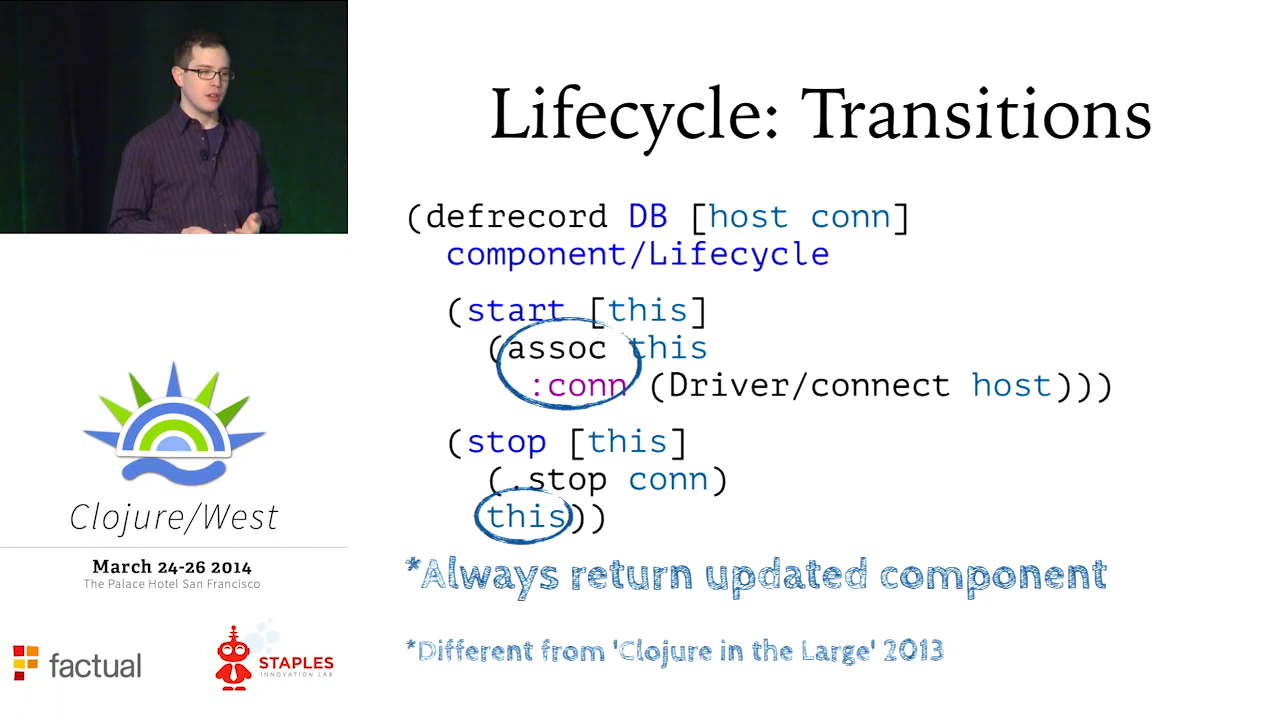 Lifecycle: Transitions
(defrecord DB [host conn]
component/Lifecycle
(start [this]
(assoc this
:conn (Driver/connect host)))
(stop [this]
(.stop conn)
this))
*Always return updated component
*Different from 'Clojure in the Large' 2013
Clojure/West
March 24-26 2014
The Palace Hotel San Francisco
factual
STAPLES
INNOVATION LAB